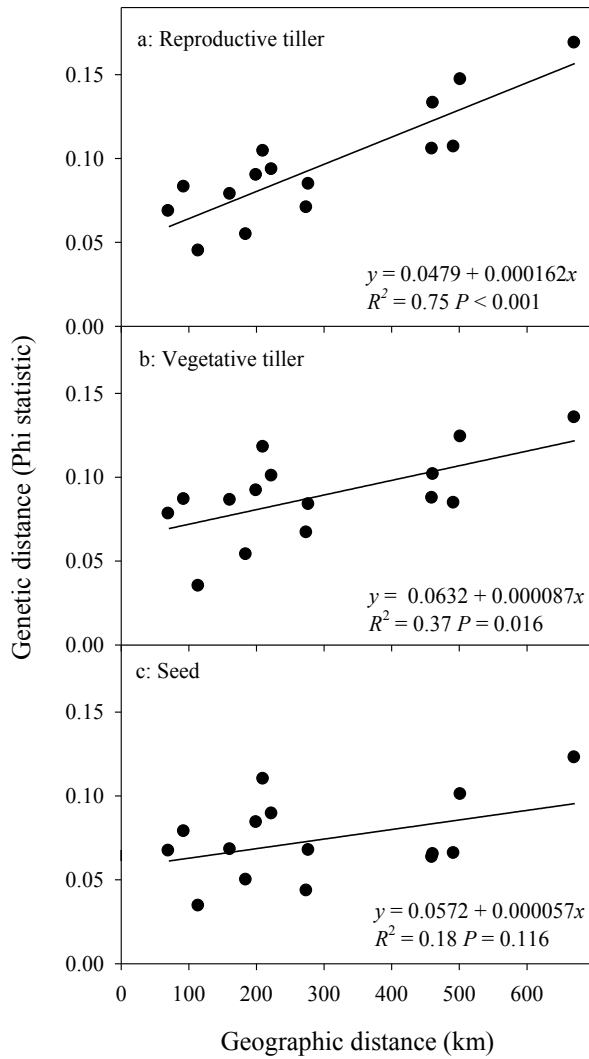 a: Reproductive tiller
0.15
0.10
0.05
0.00
y = 0.0479 + 0.000162x
R² = 0.75 P < 0.001
b: Vegetative tiller
0.15
0.10
0.05
0.00
y = 0.0632 + 0.000087x
R² = 0.37 P = 0.016
c: Seed
0.15
0.10
0.05
0.00
y = 0.0572 + 0.000057x
R² = 0.18 P = 0.116
0 100 200 300 400 500 600
Geographic distance (km)
Genetic distance (Phi statistic)